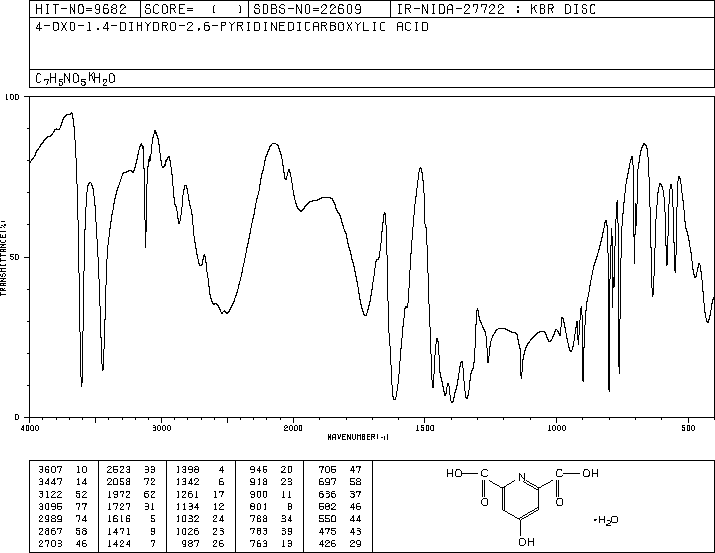 HIT-NO=9682 SCORE= ( ) SDBS-NO=22609 IR-NIDA-27722 : KBR DISC
4-OXO-1,4-DIHYDRO-2,6-PYRIDINEDICARBOXYLIC ACID
C7H5NO5·H2O
100
50
0
TRANSMITTANCE(%)
4000 3000 2000 1500 1000 500
WAVENUMBER(-1)
3607 10 2523 33 1398 4 946 20 706 47
3447 14 2058 72 1342 6 918 23 697 58
3122 52 1972 62 1261 17 900 11 636 37
3095 77 1727 31 1134 12 801 8 582 46
2989 74 1616 5 1032 24 788 34 550 44
2867 58 1471 9 1026 23 783 39 475 43
2703 46 1424 7 987 26 763 13 426 29
HO C N C OH
O O
·H2O
OH